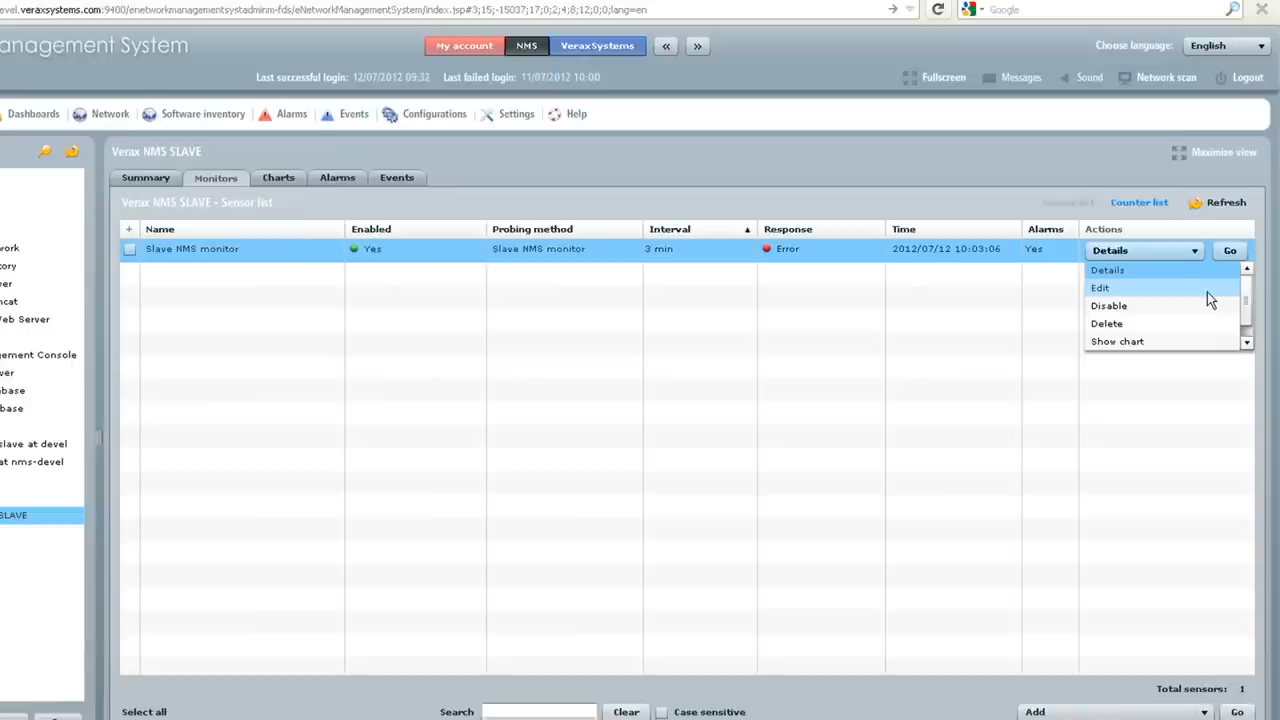 level.veraxsystems.com:9400/enetworkmanagementsystadminm-fds/eNetworkManagementSystem/index.jsp#3;15;-15037;17;0;2;4;8;12;0;0;lang=en
Google
anagement System
My account NMS VeraxSystems « »
Choose language: English
Last successful login: 12/07/2012 09:32 Last failed login: 11/07/2012 10:00
Fullscreen Messages Sound Network scan Logout
Dashboards Network Software inventory Alarms Events Configurations Settings Help
Verax NMS SLAVE
Maximize view
Summary Monitors Charts Alarms Events
Verax NMS SLAVE - Sensor list
Counter list Refresh
+ Name Enabled Probing method Interval Response Time Alarms Actions
Slave NMS monitor Yes Slave NMS monitor 3 min Error 2012/07/12 10:03:06 Yes Details Go
Details
Edit
Disable
Delete
Show chart
work
tory
ver
mcat
Web Server
gement Console
ver
abase
abase
slave at devel
at nms-devel
SLAVE
Total sensors: 1
Select all Search Clear Case sensitive Add Go